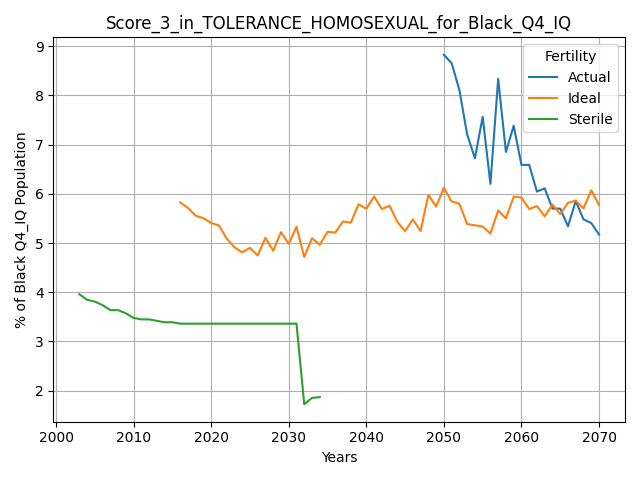 Score_3_in_TOLERANCE_HOMOSEXUAL_for_Black_Q4_IQ
% of Black Q4_IQ Population
9
8
7
6
5
4
3
2
Fertility
Actual
Ideal
Sterile
2000 2010 2020 2030 2040 2050 2060 2070
Years